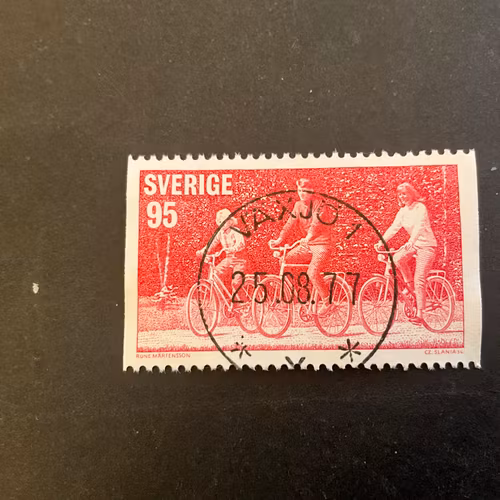 SVERIGE
95
VÄXJÖ 1
25.08.77
RUNE MÅRTENSSON
CZ. SLANIA SC.